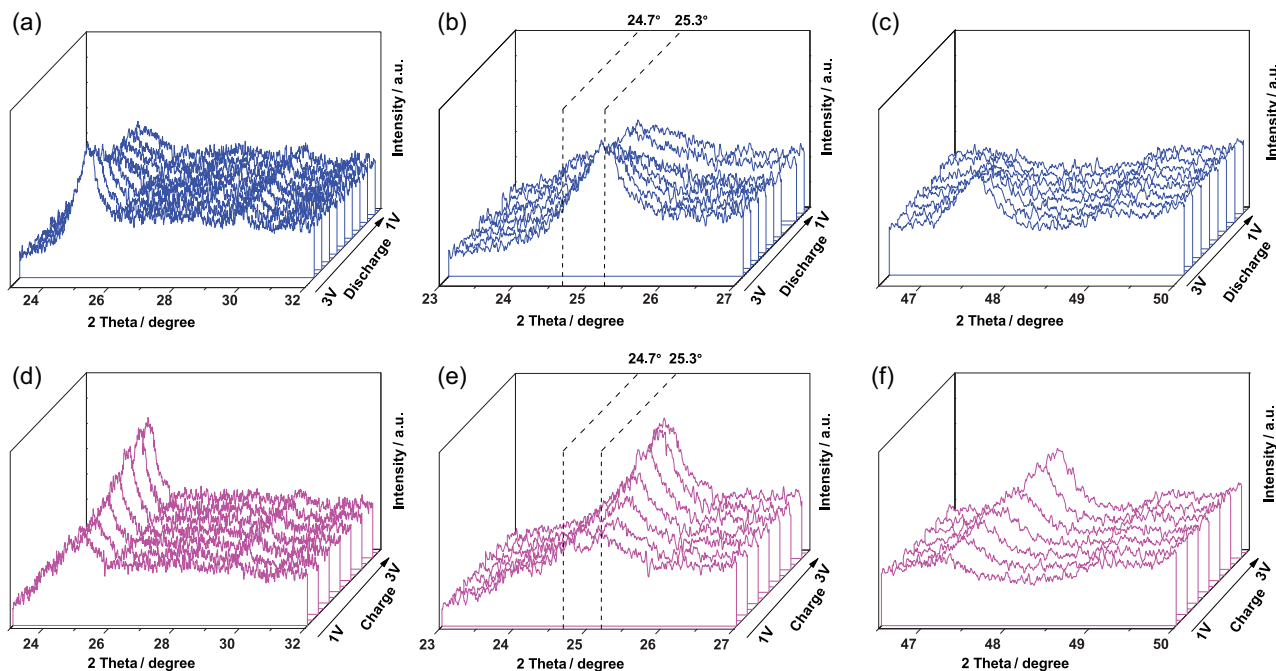 (a)
Intensity / a.u.
24 26 28 30 32
2 Theta / degree
3V Discharge 1V
(b)
24.7° 25.3°
Intensity / a.u.
23 24 25 26 27
2 Theta / degree
3V Discharge 1V
(c)
Intensity / a.u.
47 48 49 50
2 Theta / degree
3V Discharge 1V
(d)
Intensity / a.u.
24 26 28 30 32
2 Theta / degree
1V Charge 3V
(e)
24.7° 25.3°
Intensity / a.u.
23 24 25 26 27
2 Theta / degree
1V Charge 3V
(f)
Intensity / a.u.
47 48 49 50
2 Theta / degree
1V Charge 3V